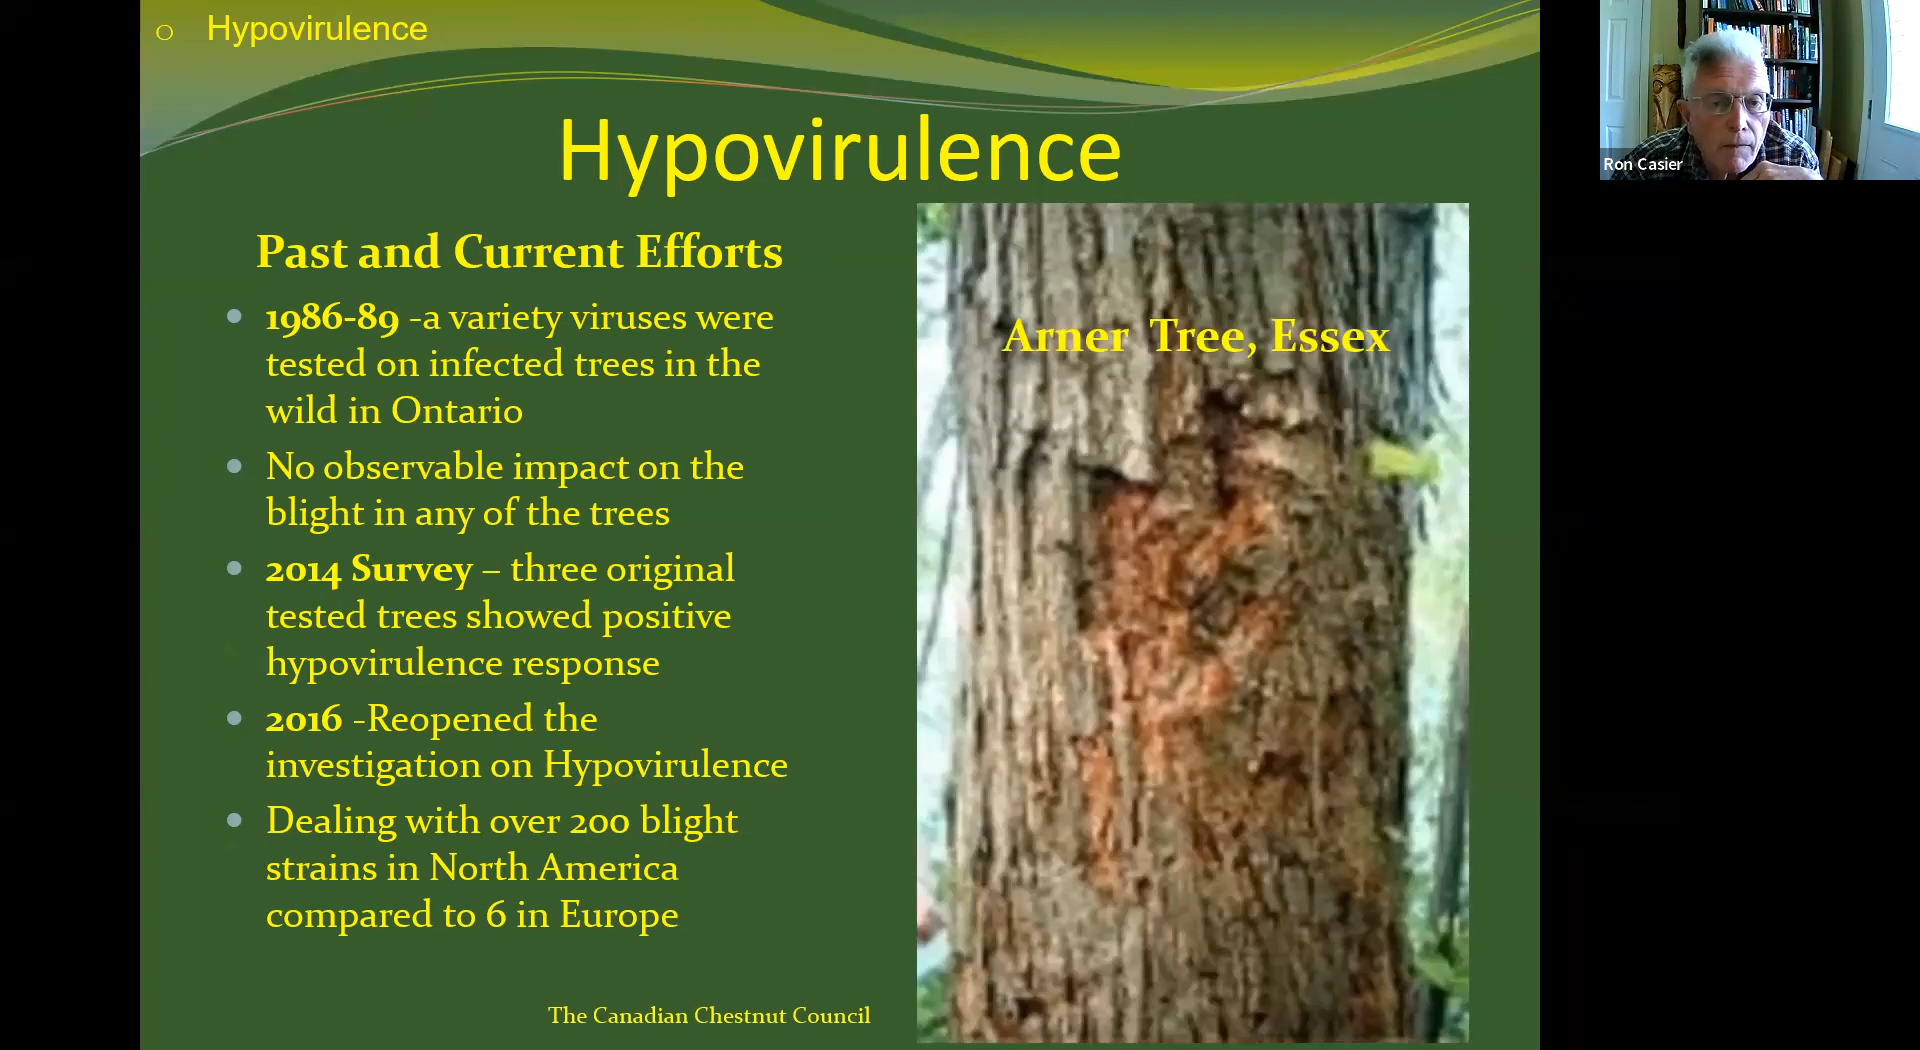 Hypovirulence
Hypovirulence
Past and Current Efforts
1986-89 -a variety viruses were
tested on infected trees in the
wild in Ontario
No observable impact on the
blight in any of the trees
2014 Survey – three original
tested trees showed positive
hypovirulence response
2016 -Reopened the
investigation on Hypovirulence
Dealing with over 200 blight
strains in North America
compared to 6 in Europe
The Canadian Chestnut Council
Arner Tree, Essex
Ron Casier